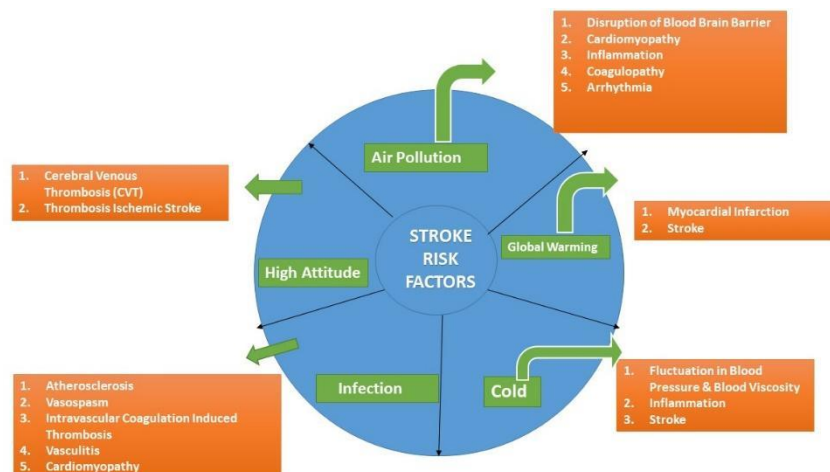 1. Disruption of Blood Brain Barrier
2. Cardiomyopathy
3. Inflammation
4. Coagulopathy
5. Arrhythmia
Air Pollution
1. Cerebral Venous
Thrombosis (CVT)
2. Thrombosis Ischemic Stroke
1. Myocardial Infarction
2. Stroke
STROKE
RISK
FACTORS
Global Warming
High Attitude
1. Fluctuation in Blood
Pressure & Blood Viscosity
2. Inflammation
3. Stroke
Infection
Cold
1. Atherosclerosis
2. Vasospasm
3. Intravascular Coagulation Induced
Thrombosis
4. Vasculitis
5. Cardiomyopathy